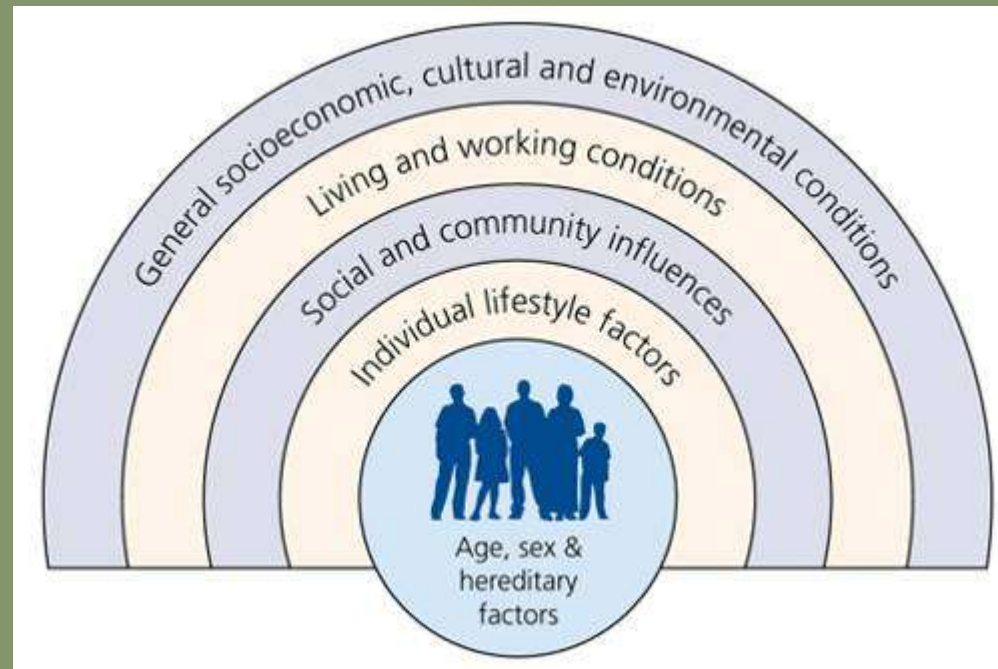 General socioeconomic, cultural and environmental conditions
Living and working conditions
Social and community influences
Individual lifestyle factors
Age, sex &
hereditary
factors